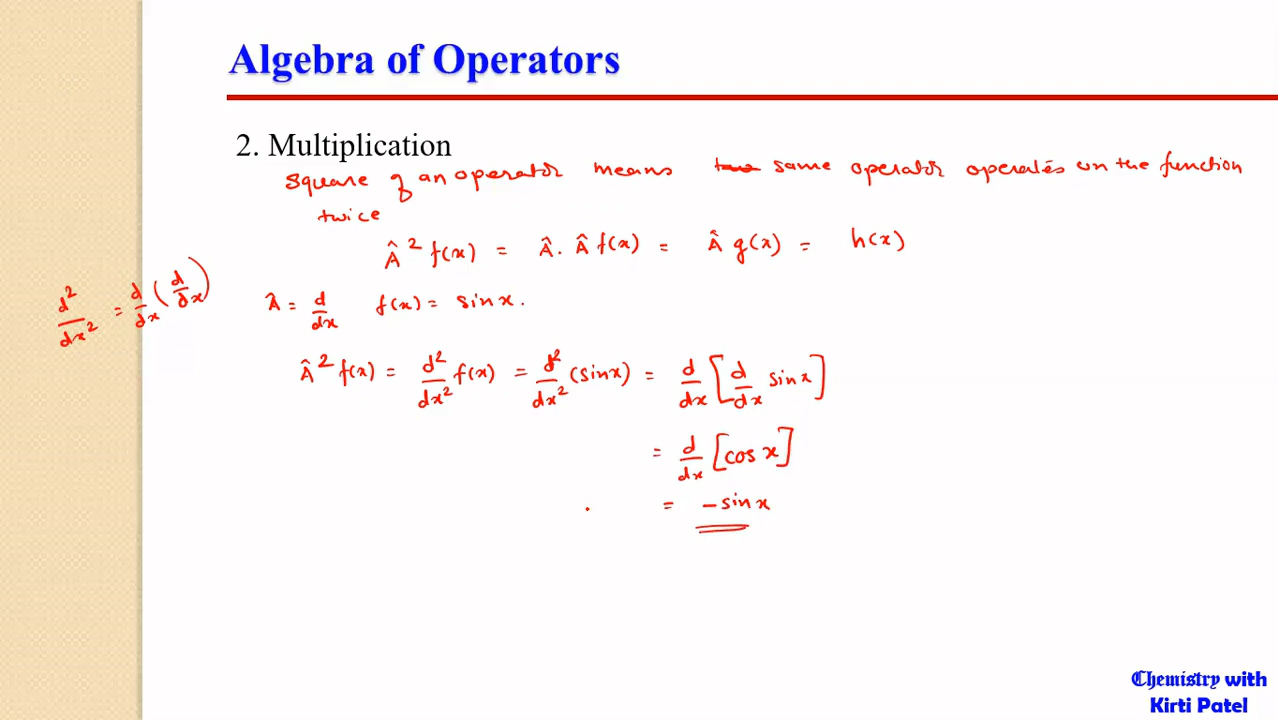 Algebra of Operators
2. Multiplication
Square of an operator means same operator operates on the function
twice
Â² f(x) = Â. Â f(x) = Â g(x) = h(x)
d²/dx² = d/dx (d/dx)
Â = d/dx f(x) = sin x.
Â² f(x) = d²/dx² f(x) = d²/dx² (sin x) = d/dx [d/dx sin x]
= d/dx [cos x]
= - sin x
Chemistry with
Kirti Patel